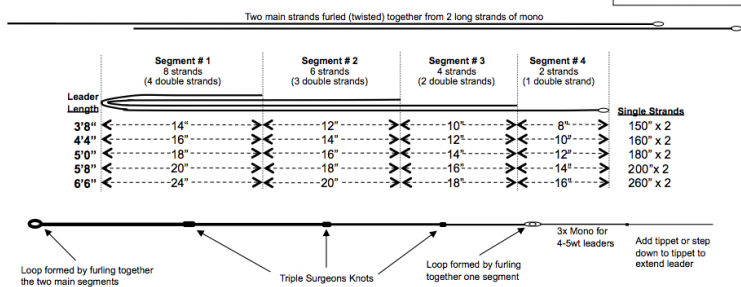 Two main strands furled (twisted) together from 2 long strands of mono
Segment # 1 Segment # 2 Segment # 3 Segment # 4
8 strands 6 strands 4 strands 2 strands
(4 double strands) (3 double strands) (2 double strands) (1 double strand)
Leader
Length Single Strands
3'8“ 14“ 12” 10” 8” 150” x 2
4'4“ 16” 14” 12” 10” 160” x 2
5'0” 18” 16” 14” 12” 180” x 2
5'8” 20” 18” 16” 14” 200”x 2
6'6” 24” 20” 18” 16” 260” x 2
3x Mono for
4-5wt leaders
Add tippet or step
down to tippet to
extend leader
Loop formed by furling together
the two main segments
Triple Surgeons Knots
Loop formed by furling
together one segment